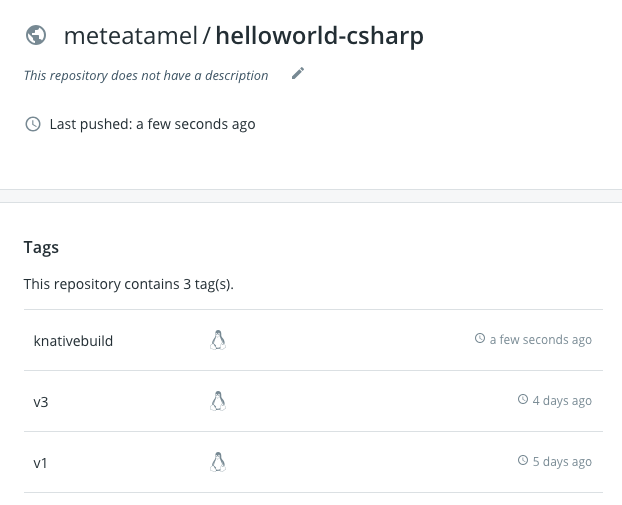 meteatamel / helloworld-csharp
This repository does not have a description
Last pushed: a few seconds ago
Tags
This repository contains 3 tag(s).
knativebuild a few seconds ago
v3 4 days ago
v1 5 days ago